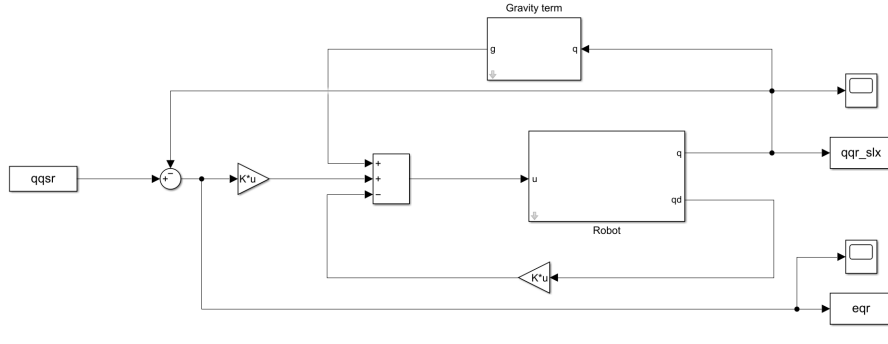 Gravity term
g
q
qqsr
+
−
K*u
+
+
−
u
q
qd
Robot
qqr_slx
K*u
eqr